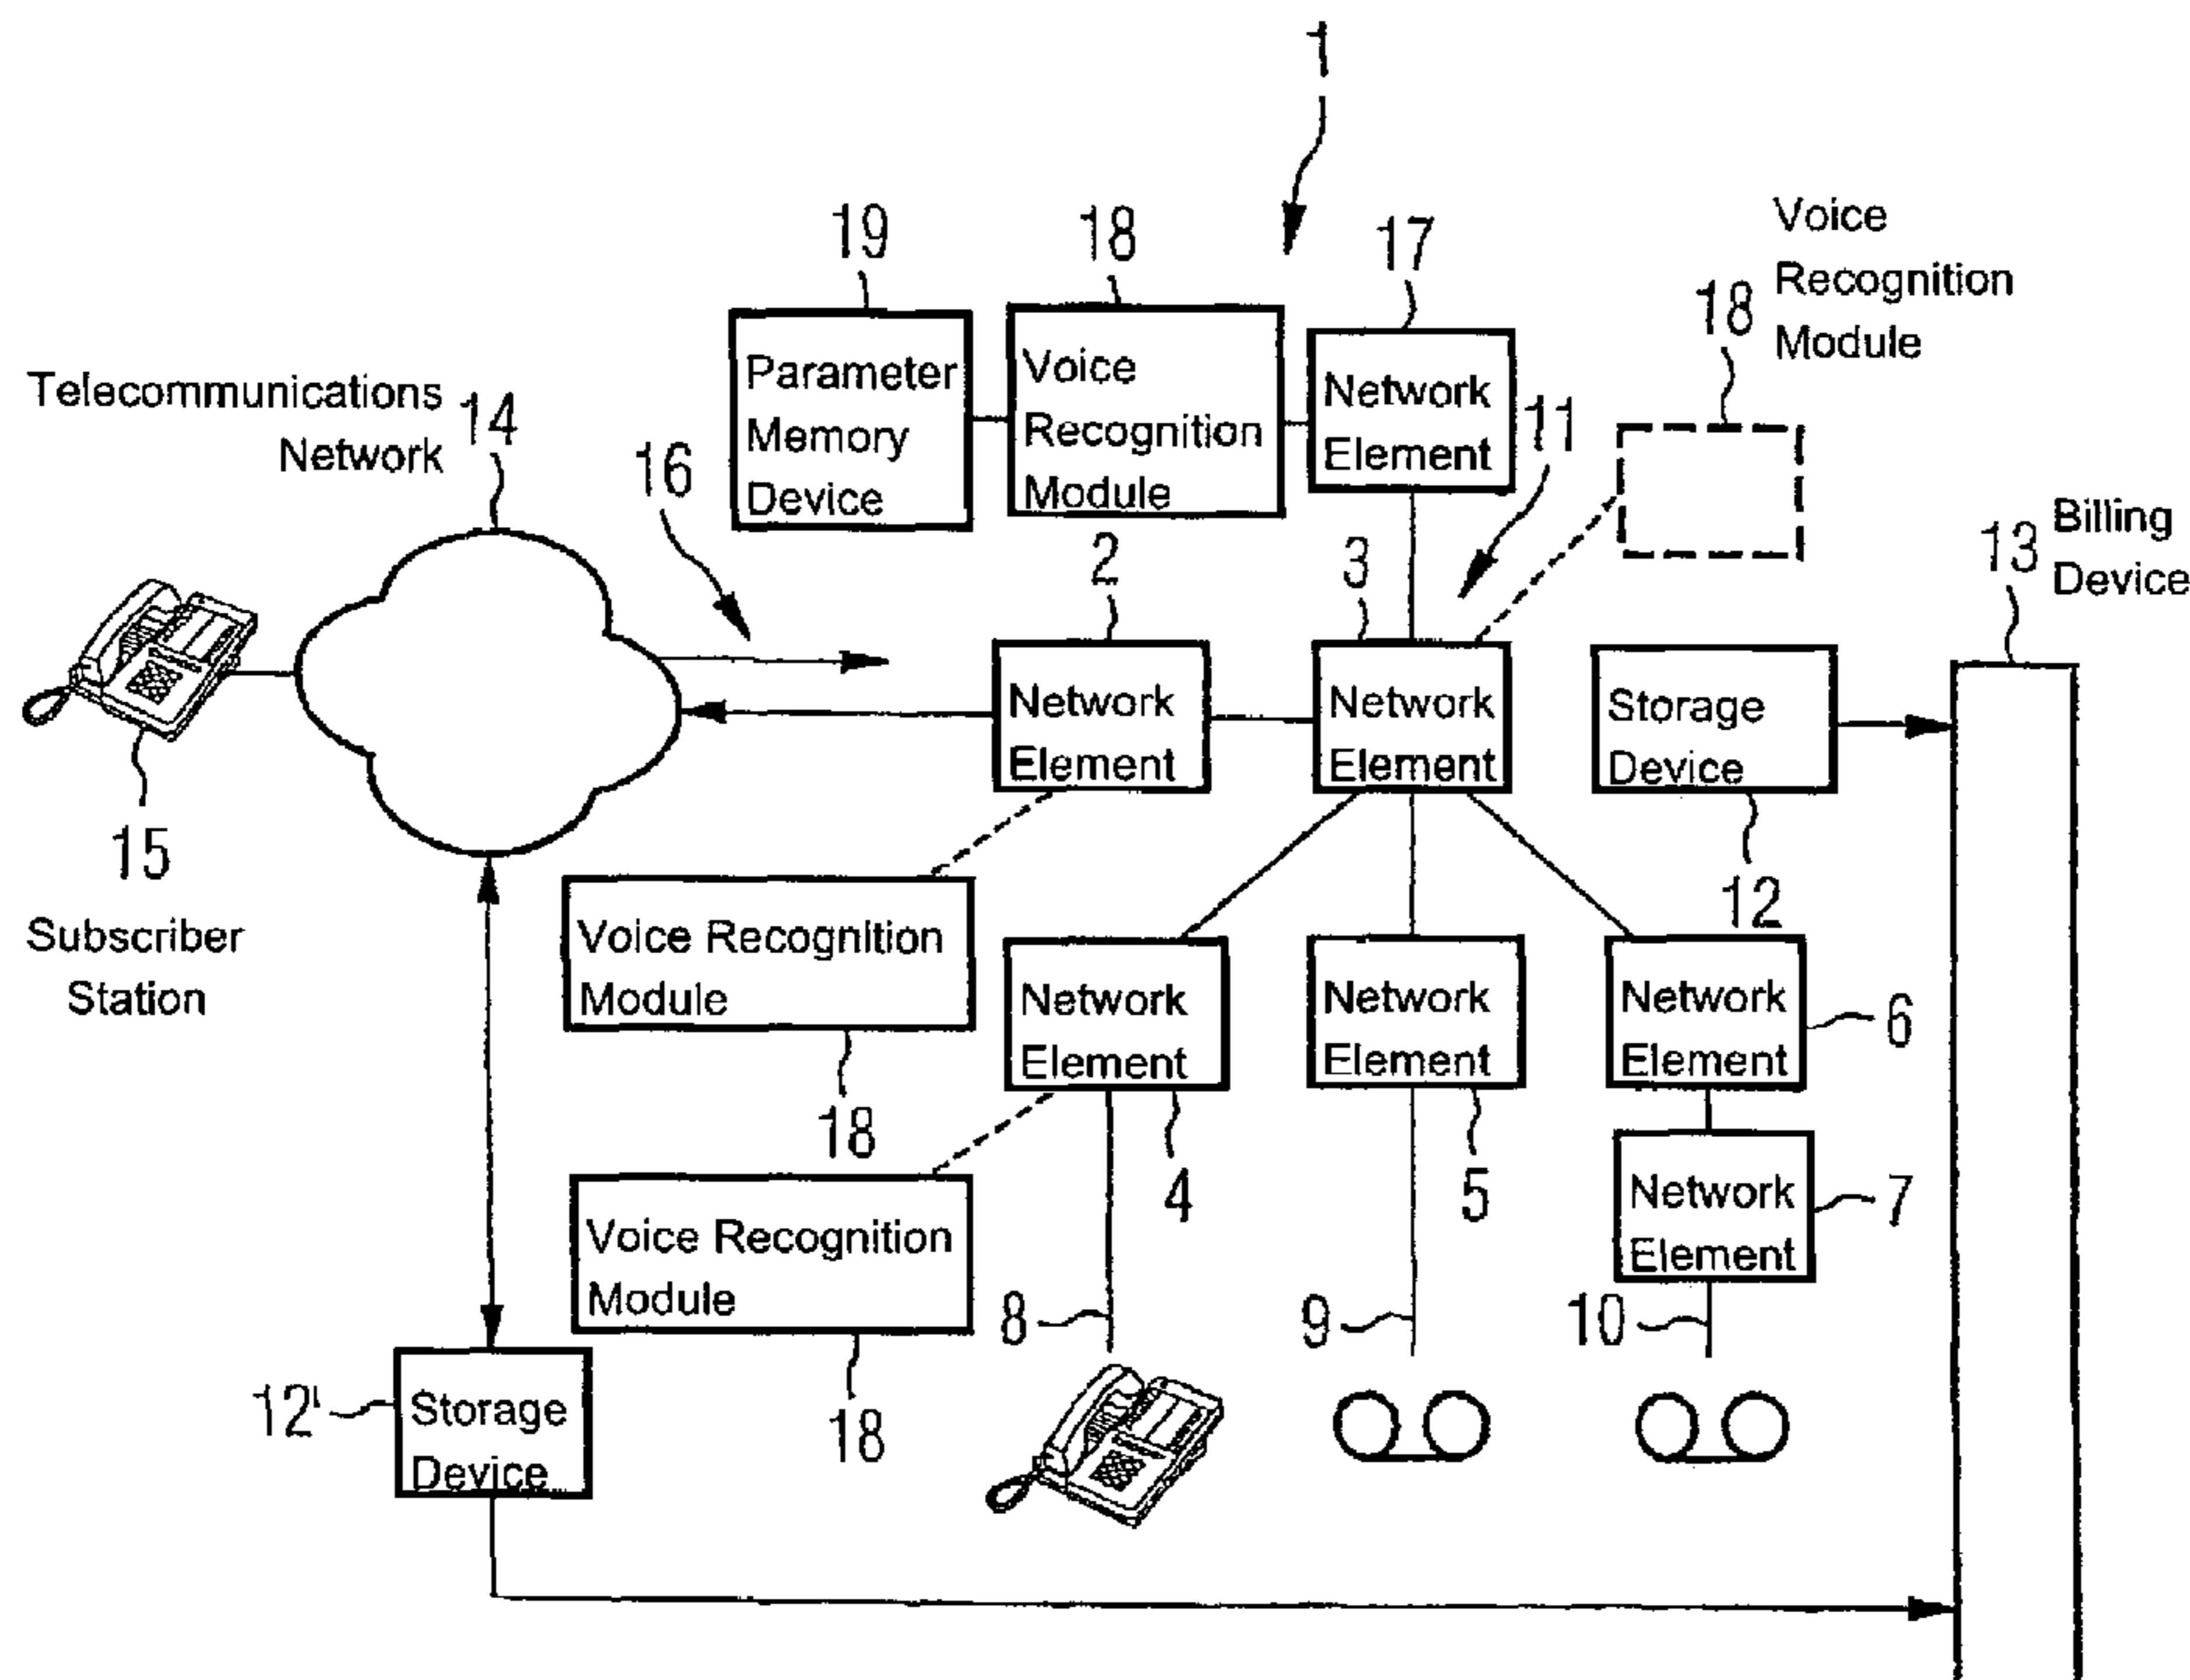 1
19
18
17
Voice
Recognition
Module
18
Parameter
Memory
Device
Voice
Recognition
Module
Network
Element
11
Telecommunications
Network
14
16
2
3
13
Billing
Device
Network
Element
Network
Element
Storage
Device
12
15
Subscriber
Station
Voice Recognition
Module
18
Network
Element
4
Network
Element
5
Network
Element
6
Voice Recognition
Module
18
Network
Element
7
8
9
10
12'
Storage
Device